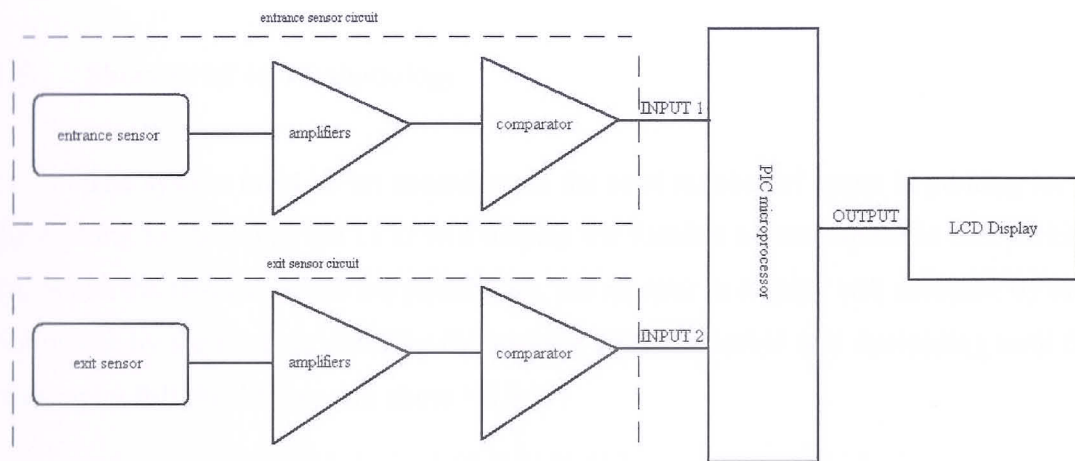 entrance sensor circuit
entrance sensor
amplifiers
comparator
INPUT 1
PIC microprocessor
OUTPUT
LCD Display
exit sensor circuit
exit sensor
amplifiers
comparator
INPUT 2